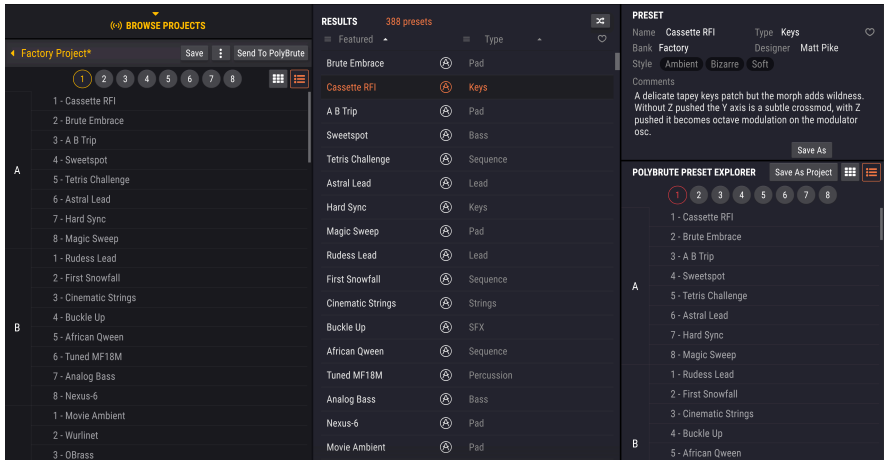 BROWSE PROJECTS
Factory Project*
Save
Send To PolyBrute
1 2 3 4 5 6 7 8
A
1 - Cassette RFI
2 - Brute Embrace
3 - A B Trip
4 - Sweetspot
5 - Tetris Challenge
6 - Astral Lead
7 - Hard Sync
8 - Magic Sweep
B
1 - Rudess Lead
2 - First Snowfall
3 - Cinematic Strings
4 - Buckle Up
5 - African Qween
6 - Tuned MF18M
7 - Analog Bass
8 - Nexus-6
1 - Movie Ambient
2 - Wurlinet
3 - OBrass
RESULTS 388 presets
Featured Type
Brute Embrace Pad
Cassette RFI Keys
A B Trip Pad
Sweetspot Bass
Tetris Challenge Sequence
Astral Lead Lead
Hard Sync Keys
Magic Sweep Pad
Rudess Lead Lead
First Snowfall Sequence
Cinematic Strings Strings
Buckle Up SFX
African Qween Sequence
Tuned MF18M Percussion
Analog Bass Bass
Nexus-6 Pad
Movie Ambient Pad
PRESET
Name Cassette RFI Type Keys
Bank Factory Designer Matt Pike
Style Ambient Bizarre Soft
Comments
A delicate tapey keys patch but the morph adds wildness.
Without Z pushed the Y axis is a subtle crossmod, with Z
pushed it becomes octave modulation on the modulator
osc.
Save As
POLYBRUTE PRESET EXPLORER Save As Project
1 2 3 4 5 6 7 8
A
1 - Cassette RFI
2 - Brute Embrace
3 - A B Trip
4 - Sweetspot
5 - Tetris Challenge
6 - Astral Lead
7 - Hard Sync
8 - Magic Sweep
B
1 - Rudess Lead
2 - First Snowfall
3 - Cinematic Strings
4 - Buckle Up
5 - African Qween